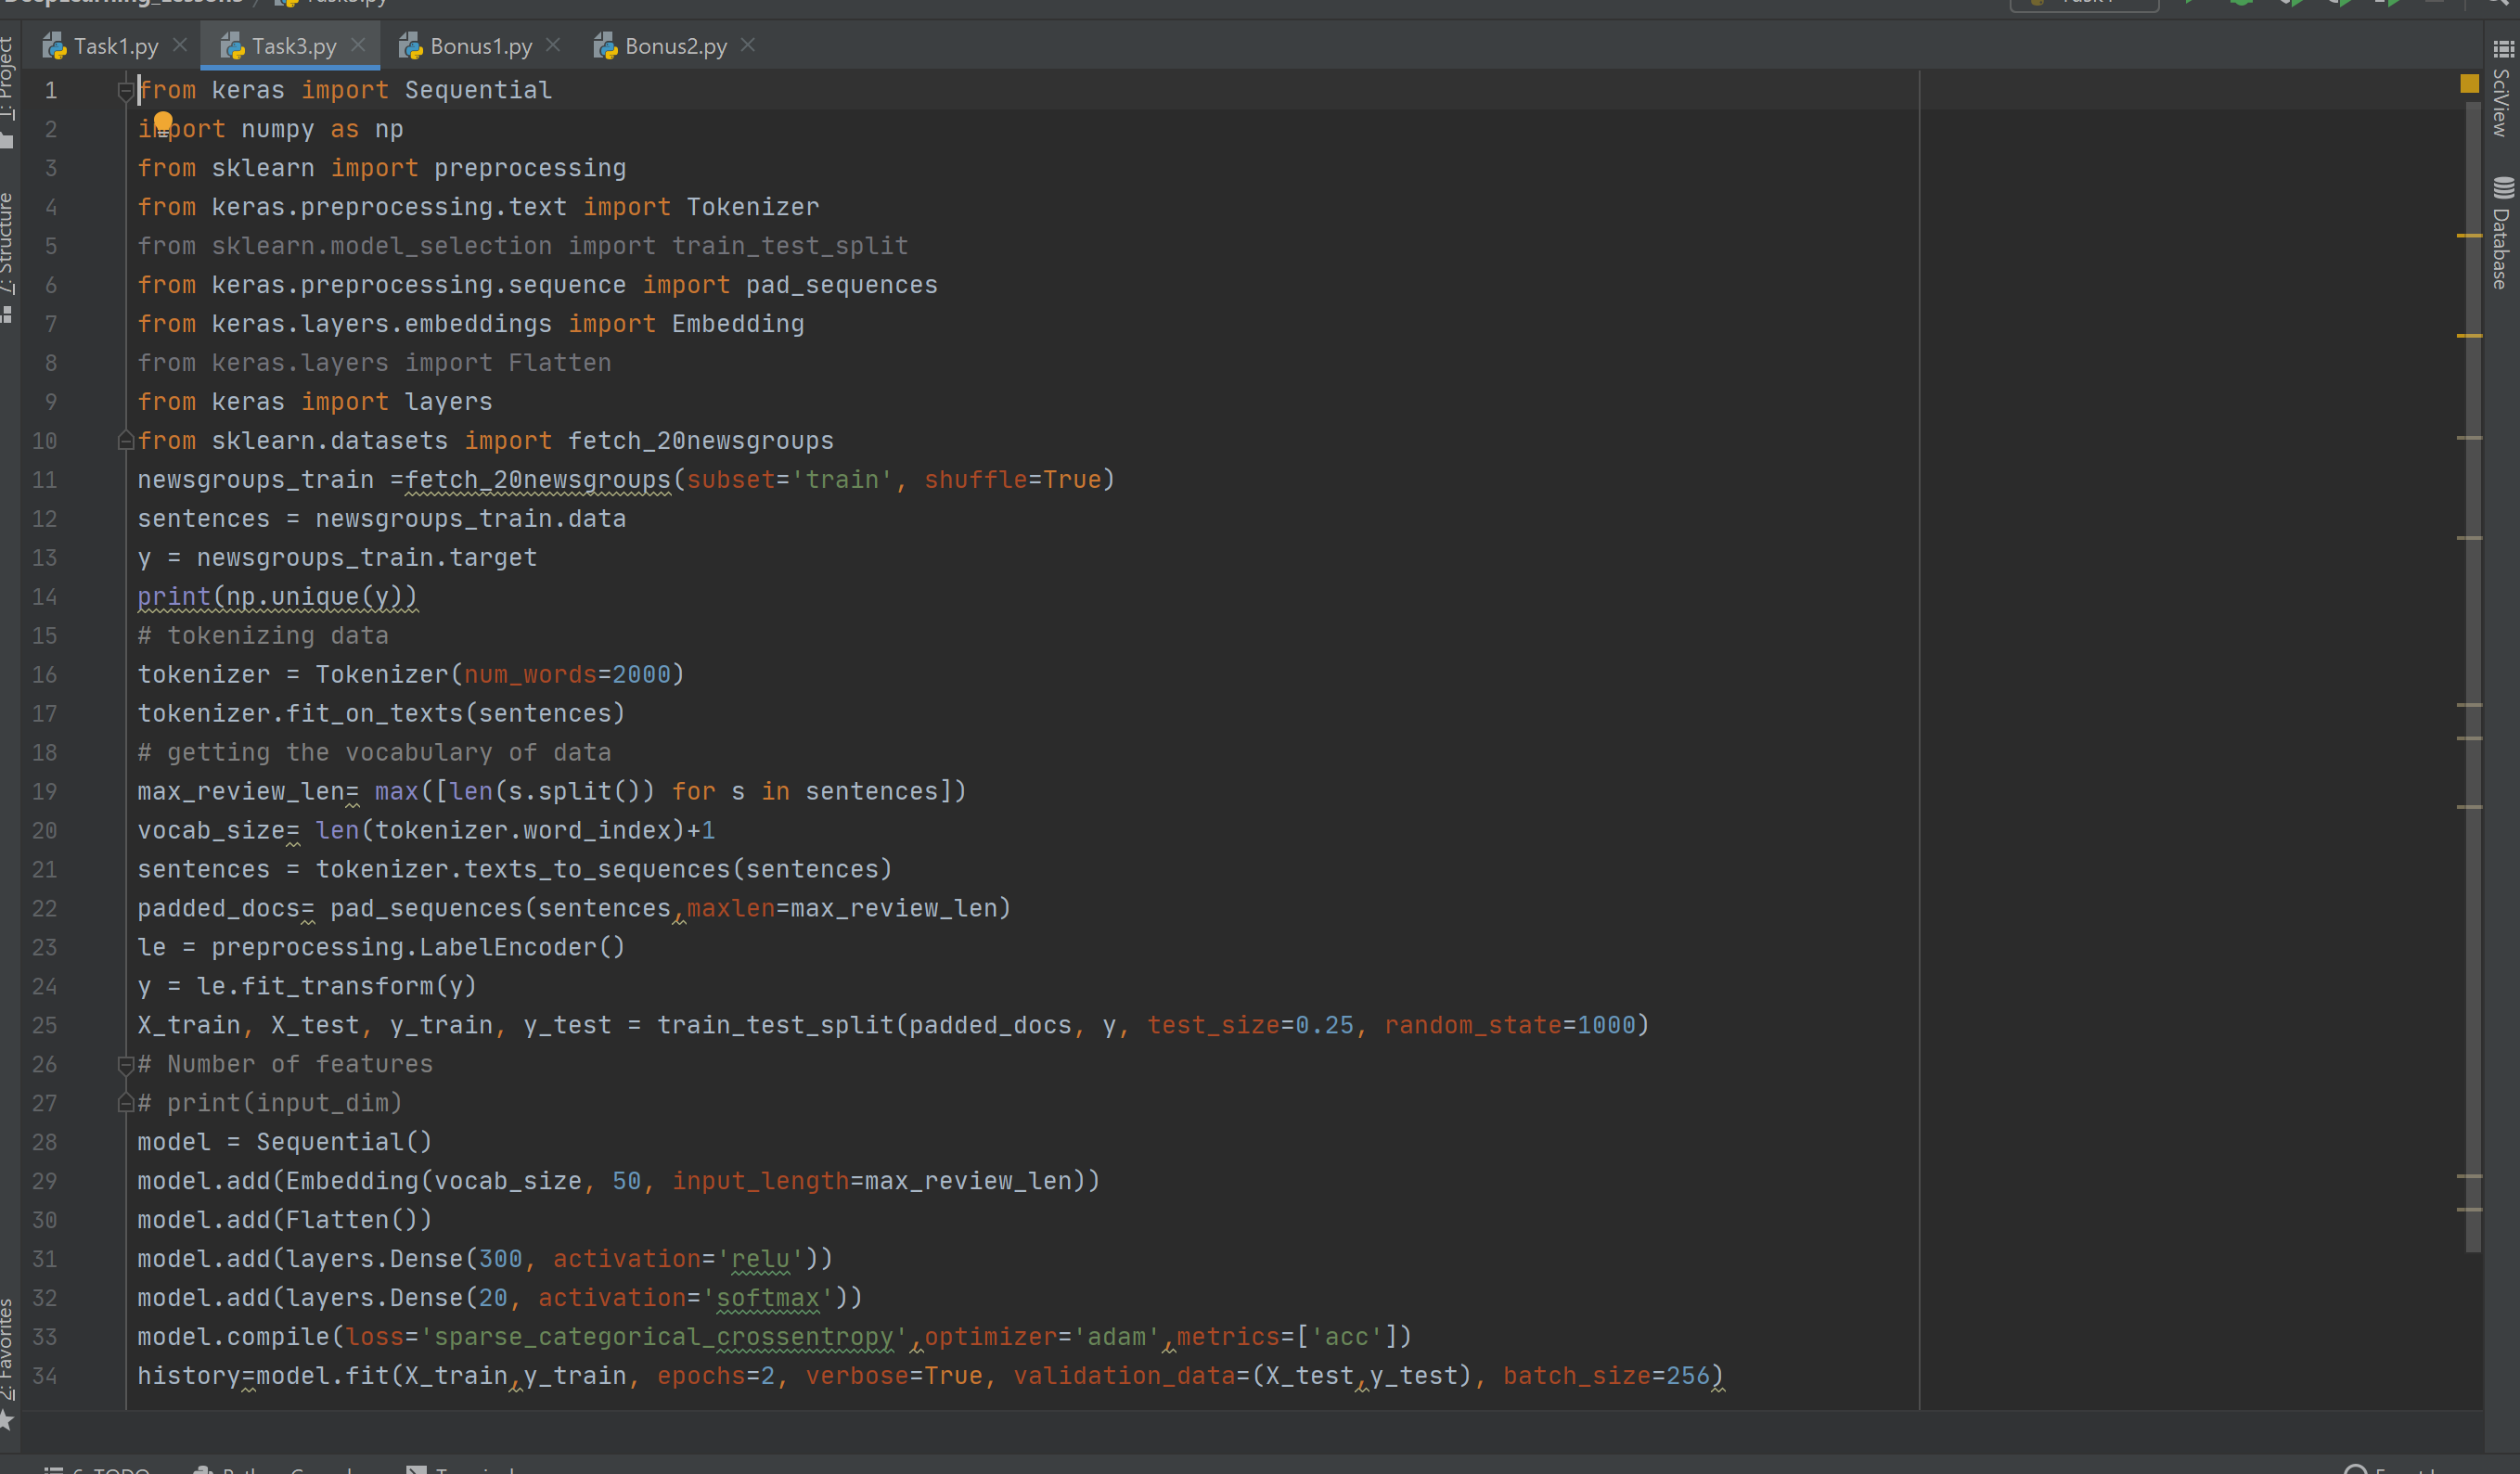 Task3.py
Task1.py
Task3.py
Bonus1.py
Bonus2.py
1: Project
7: Structure
2: Favorites
SciView
Database
1 from keras import Sequential
2 import numpy as np
3 from sklearn import preprocessing
4 from keras.preprocessing.text import Tokenizer
5 from sklearn.model_selection import train_test_split
6 from keras.preprocessing.sequence import pad_sequences
7 from keras.layers.embeddings import Embedding
8 from keras.layers import Flatten
9 from keras import layers
10 from sklearn.datasets import fetch_20newsgroups
11 newsgroups_train =fetch_20newsgroups(subset='train', shuffle=True)
12 sentences = newsgroups_train.data
13 y = newsgroups_train.target
14 print(np.unique(y))
15 # tokenizing data
16 tokenizer = Tokenizer(num_words=2000)
17 tokenizer.fit_on_texts(sentences)
18 # getting the vocabulary of data
19 max_review_len= max([len(s.split()) for s in sentences])
20 vocab_size= len(tokenizer.word_index)+1
21 sentences = tokenizer.texts_to_sequences(sentences)
22 padded_docs= pad_sequences(sentences,maxlen=max_review_len)
23 le = preprocessing.LabelEncoder()
24 y = le.fit_transform(y)
25 X_train, X_test, y_train, y_test = train_test_split(padded_docs, y, test_size=0.25, random_state=1000)
26 # Number of features
27 # print(input_dim)
28 model = Sequential()
29 model.add(Embedding(vocab_size, 50, input_length=max_review_len))
30 model.add(Flatten())
31 model.add(layers.Dense(300, activation='relu'))
32 model.add(layers.Dense(20, activation='softmax'))
33 model.compile(loss='sparse_categorical_crossentropy',optimizer='adam',metrics=['acc'])
34 history=model.fit(X_train,y_train, epochs=2, verbose=True, validation_data=(X_test,y_test), batch_size=256)